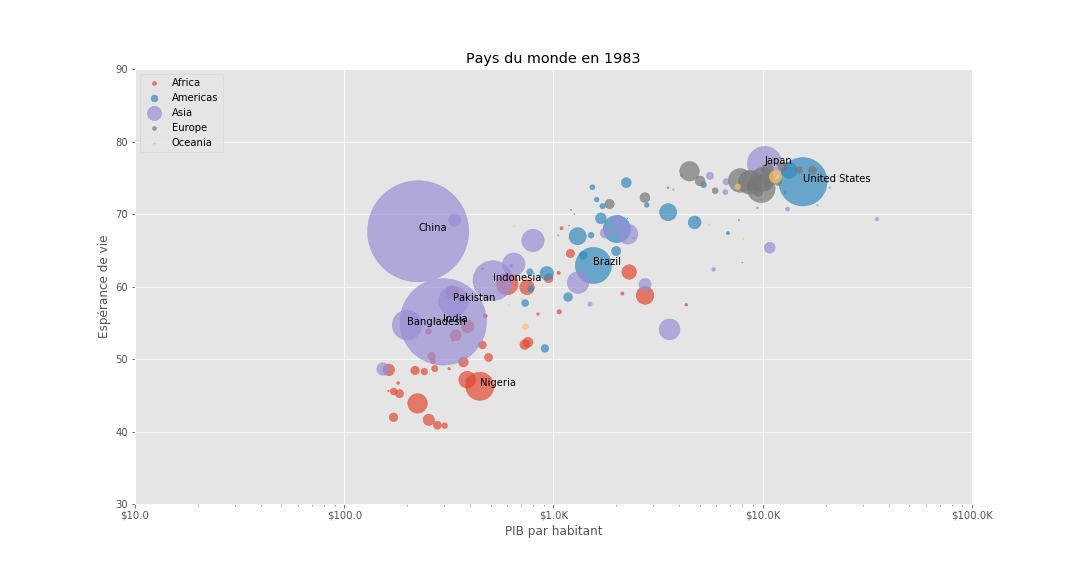 Pays du monde en 1983
90
80
70
60
50
40
30
Espérance de vie
Africa
Americas
Asia
Europe
Oceania
Japan
United States
China
Brazil
Indonesia
Pakistan
India
Bangladesh
Nigeria
$10.0
$100.0
$1.0K
$10.0K
$100.0K
PIB par habitant